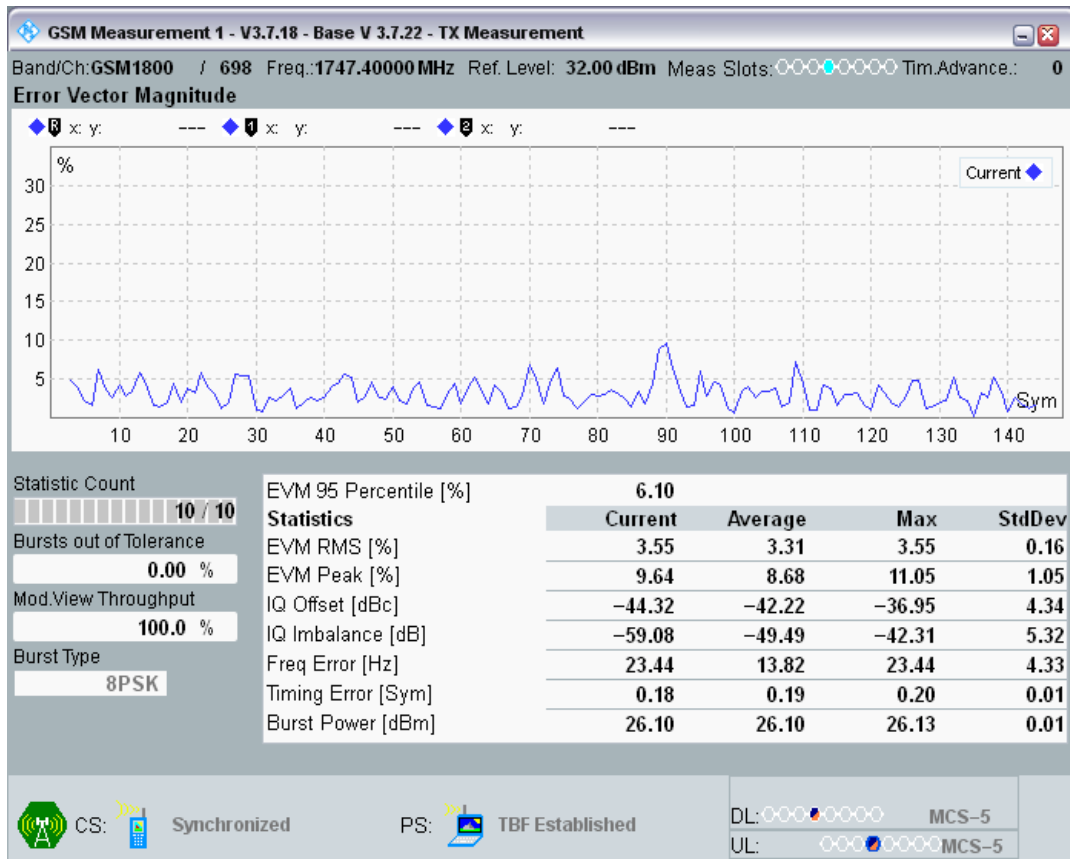 GSM Measurement 1 - V3.7.18 - Base V 3.7.22 - TX Measurement
Band/Ch:GSM1800 / 698 Freq.:1747.40000 MHz Ref. Level: 32.00 dBm Meas Slots: Tim.Advance.: 0
Error Vector Magnitude
R x: y: --- 1 x: y: --- 2 x: y: ---
%
Current
30
25
20
15
10
5
Sym
10 20 30 40 50 60 70 80 90 100 110 120 130 140
Statistic Count
10 / 10
Bursts out of Tolerance
0.00 %
Mod.View Throughput
100.0 %
Burst Type
8PSK
EVM 95 Percentile [%] 6.10
Statistics Current Average Max StdDev
EVM RMS [%] 3.55 3.31 3.55 0.16
EVM Peak [%] 9.64 8.68 11.05 1.05
IQ Offset [dBc] −44.32 −42.22 −36.95 4.34
IQ Imbalance [dB] −59.08 −49.49 −42.31 5.32
Freq Error [Hz] 23.44 13.82 23.44 4.33
Timing Error [Sym] 0.18 0.19 0.20 0.01
Burst Power [dBm] 26.10 26.10 26.13 0.01
CS: Synchronized PS: TBF Established
DL: MCS−5
UL: MCS−5